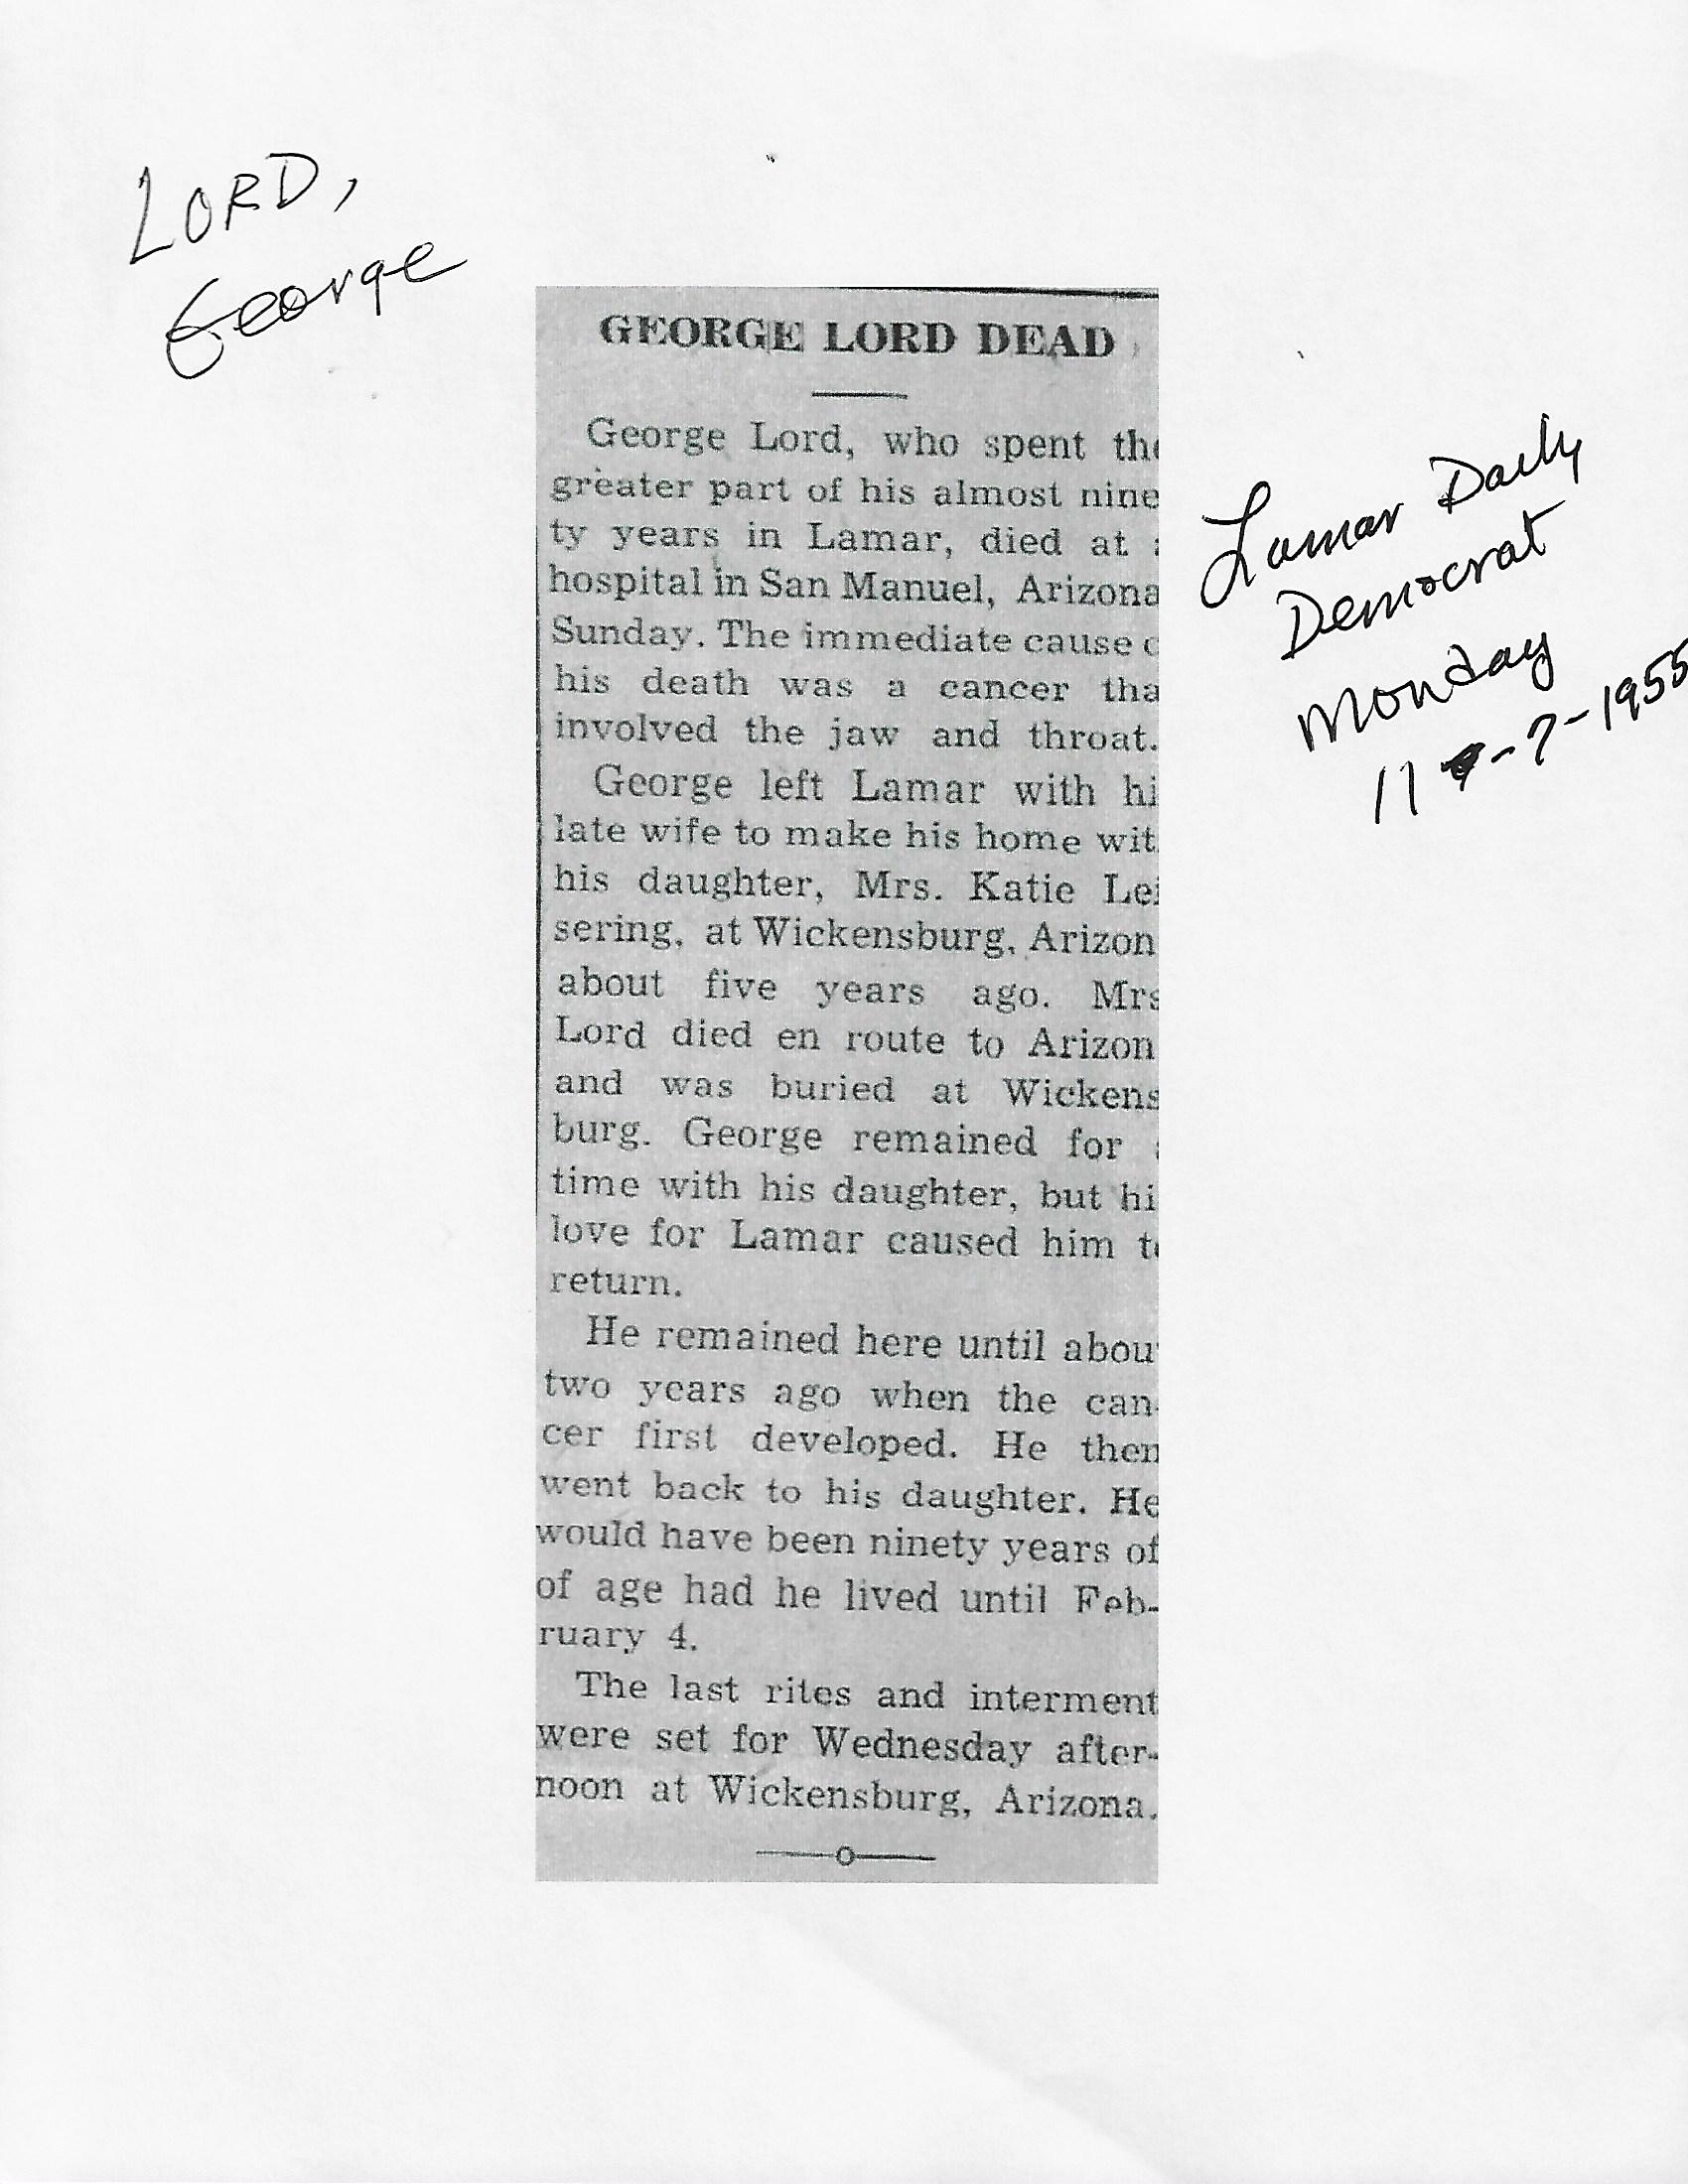 LORD,
George
GEORGE LORD DEAD
George Lord, who spent the
greater part of his almost nine
ty years in Lamar, died at a
hospital in San Manuel, Arizona
Sunday. The immediate cause o
his death was a cancer tha
involved the jaw and throat.
George left Lamar with hi
late wife to make his home wit
his daughter, Mrs. Katie Lei
sering, at Wickensburg, Arizon
about five years ago. Mrs
Lord died en route to Arizon
and was buried at Wickens
burg. George remained for a
time with his daughter, but hi
love for Lamar caused him to
return.
He remained here until abou
two years ago when the can-
cer first developed. He then
went back to his daughter. He
would have been ninety years of
of age had he lived until Feb-
ruary 4.
The last rites and interment
were set for Wednesday after-
noon at Wickensburg, Arizona.
Lamar Daily
Democrat
Monday
11-7-1955